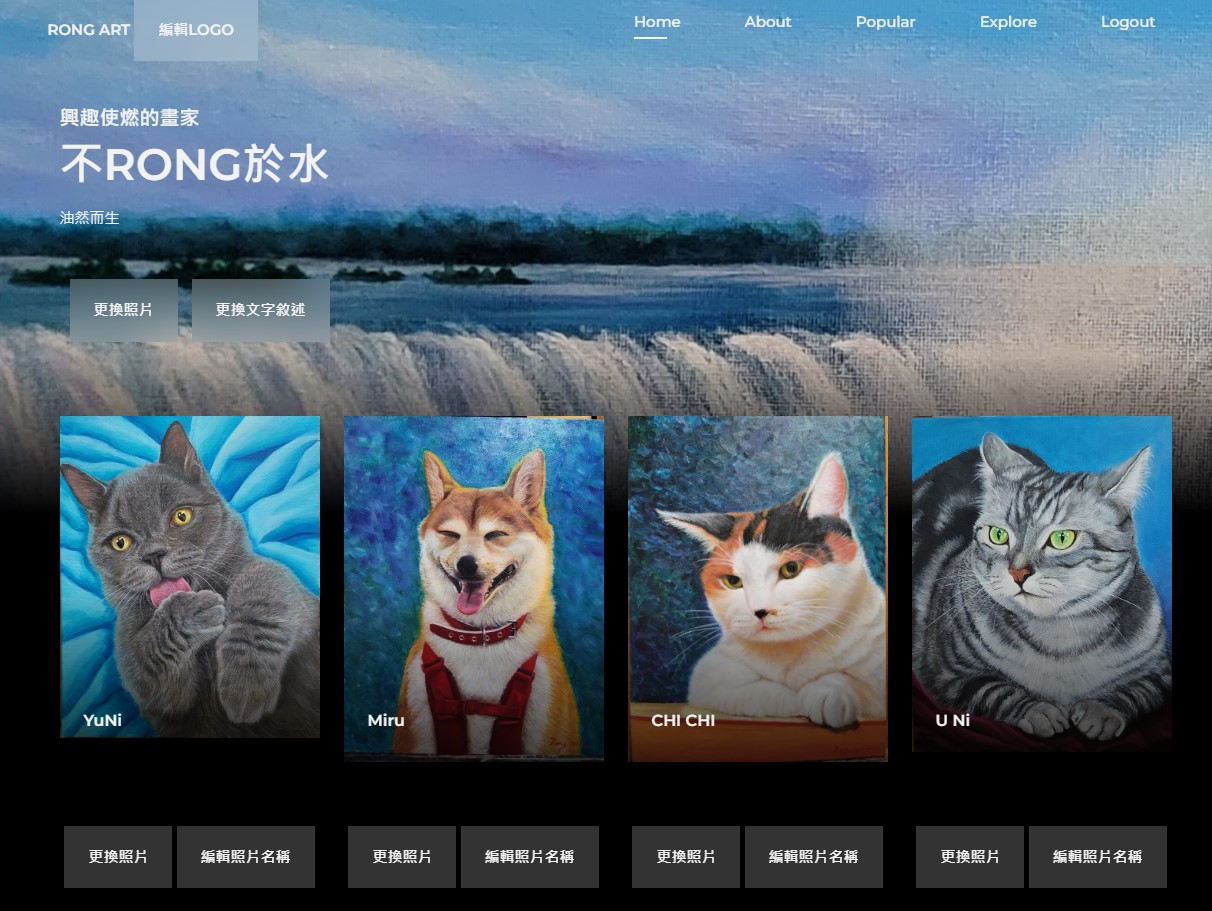 RONG ART 編輯LOGO Home About Popular Explore Logout
興趣使燃的畫家
不RONG於水
油然而生
更換照片 更換文字敘述
YuNi Miru CHI CHI U Ni
更換照片 編輯照片名稱 更換照片 編輯照片名稱 更換照片 編輯照片名稱 更換照片 編輯照片名稱